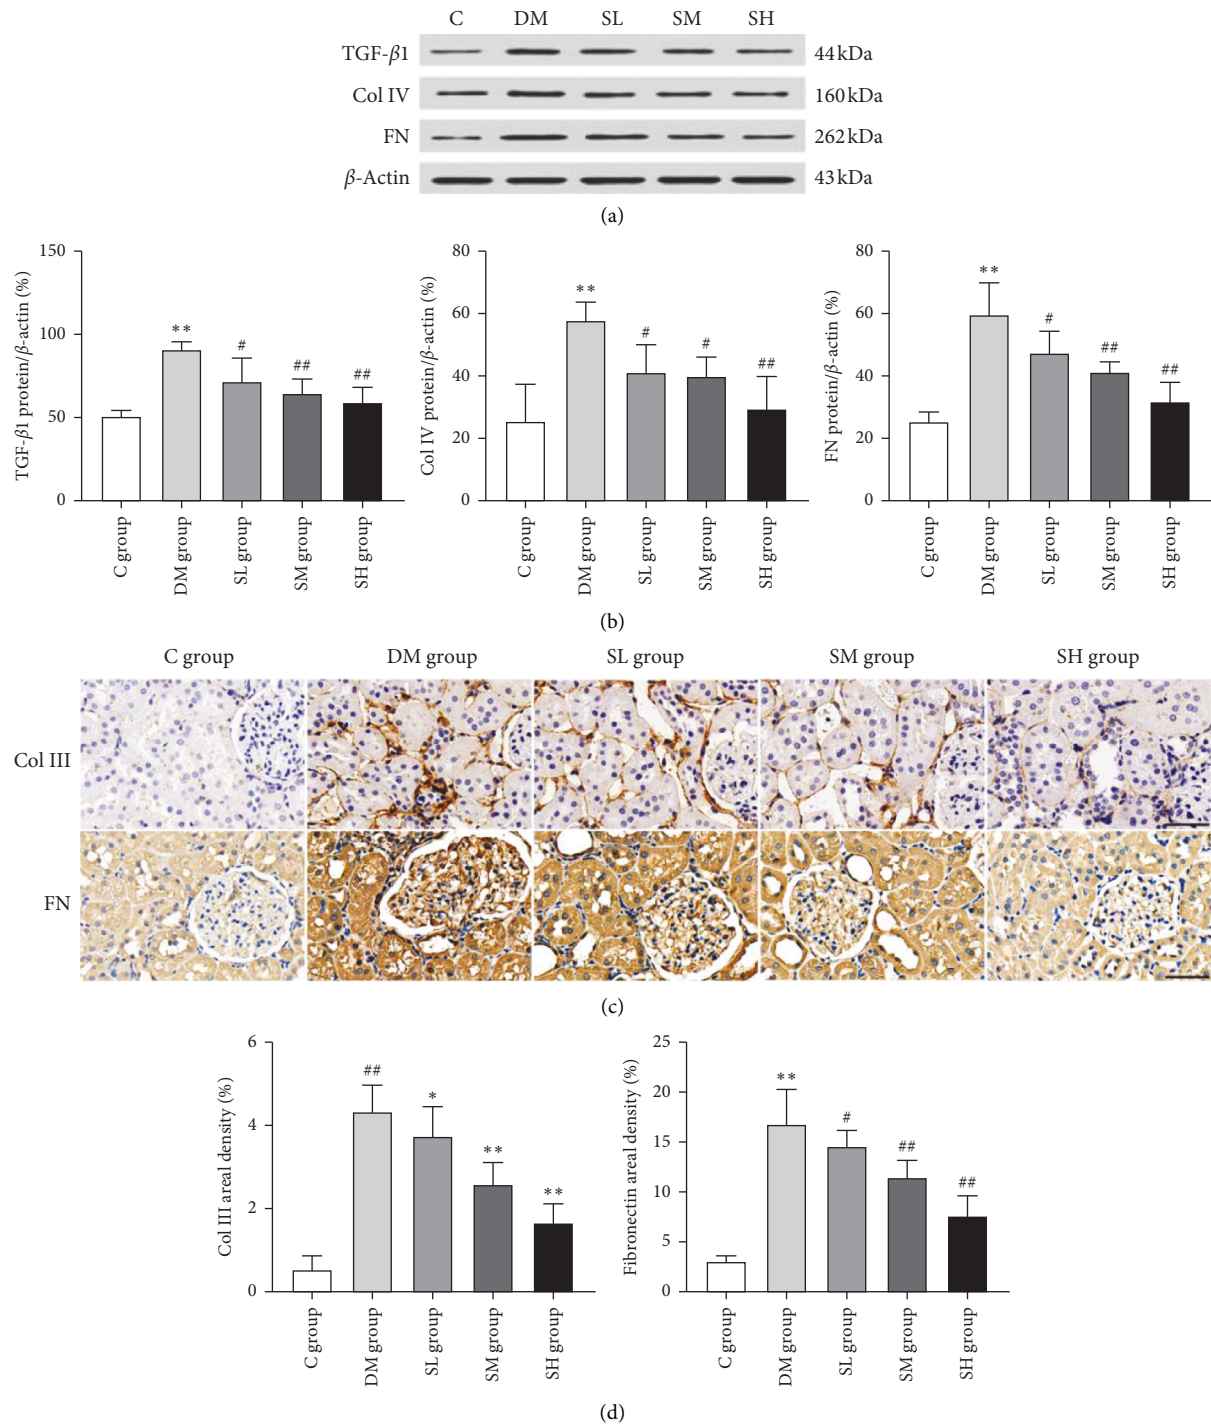 C DM SL SM SH
TGF-β1 44 kDa
Col IV 160 kDa
FN 262 kDa
β-Actin 43 kDa
(a)
TGF-β1 protein/β-actin (%)
150
100
50
0
** # ## ##
C group
DM group
SL group
SM group
SH group
Col IV protein/β-actin (%)
80
60
40
20
0
** # # ##
C group
DM group
SL group
SM group
SH group
FN protein/β-actin (%)
80
60
40
20
0
** # ## ##
C group
DM group
SL group
SM group
SH group
(b)
C group DM group SL group SM group SH group
Col III
FN
(c)
Col III areal density (%)
6
4
2
0
## * ** **
C group
DM group
SL group
SM group
SH group
Fibronectin areal density (%)
25
20
15
10
5
0
** # ## ##
C group
DM group
SL group
SM group
SH group
(d)